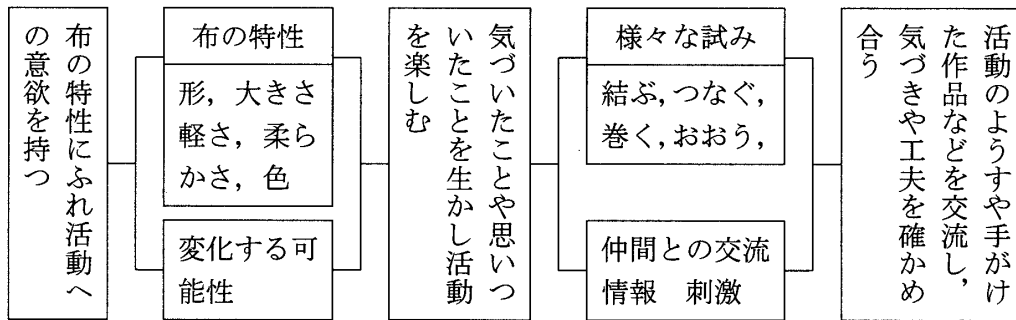 布の特性にふれ活動へ
の意欲を持つ
布の特性
形，大きさ
軽さ，柔ら
かさ，色
変化する可
能性
気づいたことや思いつ
いたことを生かし活動
を楽しむ
様々な試み
結ぶ，つなぐ，
巻く，おおう，
仲間との交流
情報　刺激
活動のようすや手がけ
た作品などを交流し，
気づきや工夫を確かめ
合う